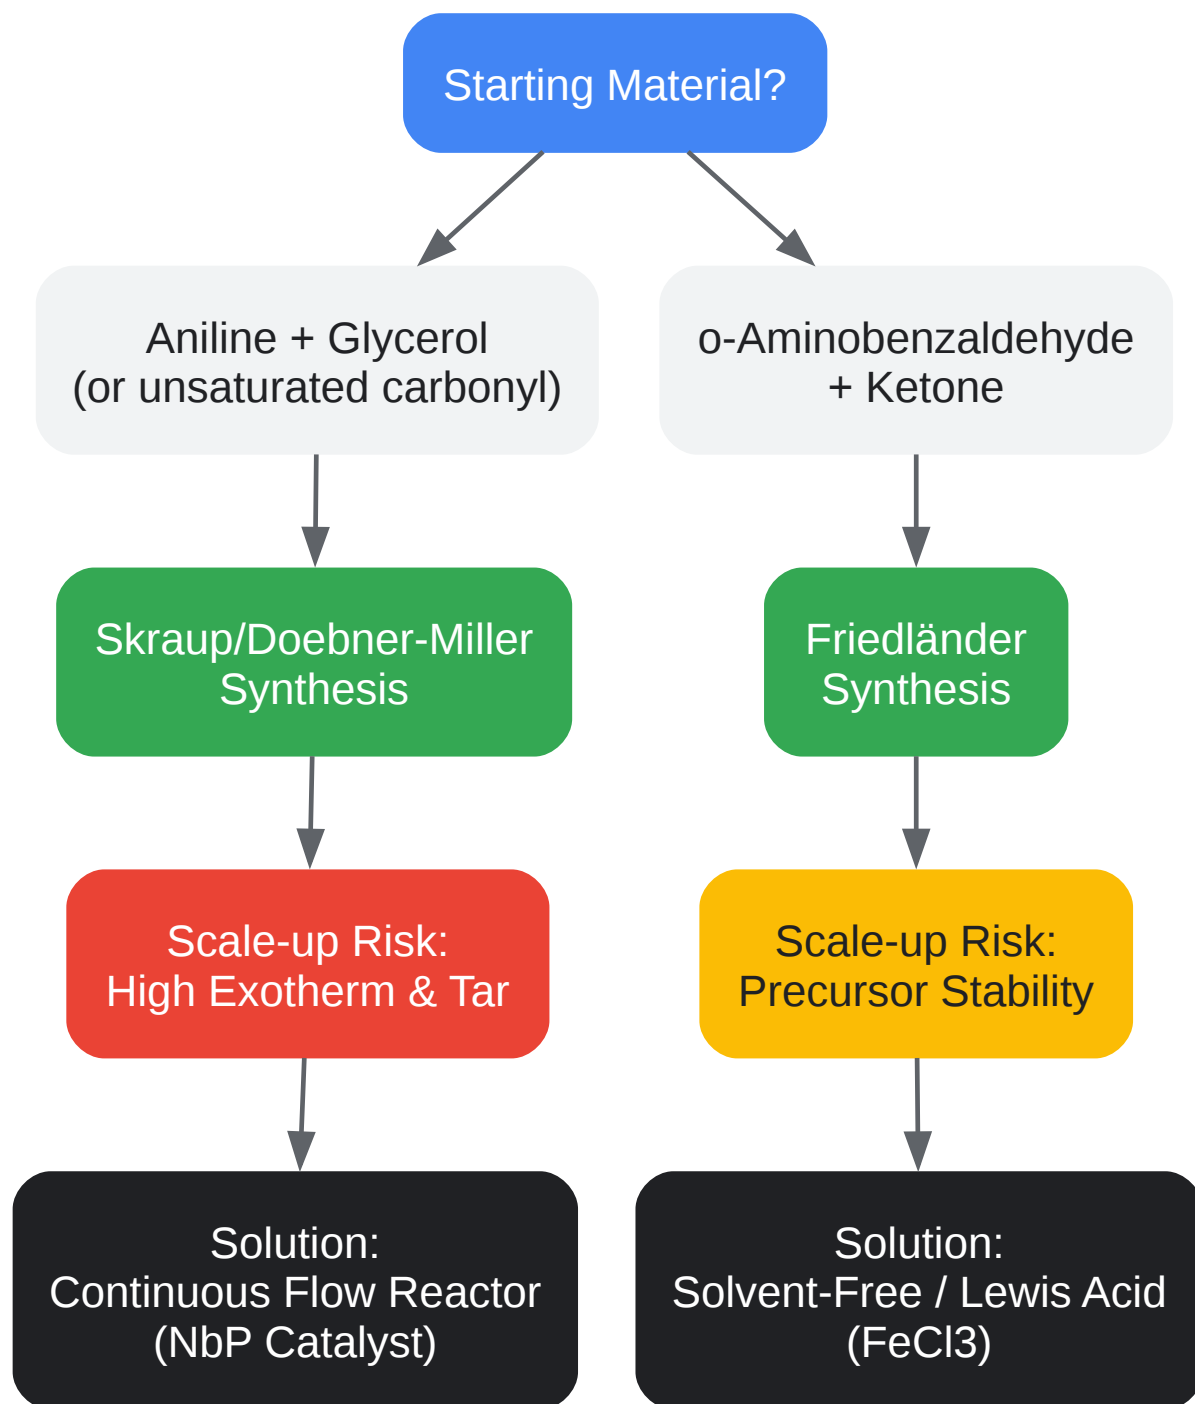 Starting Material?
Aniline + Glycerol
(or unsaturated carbonyl)
o-Aminobenzaldehyde
+ Ketone
Skraup/Doebner-Miller
Synthesis
Friedländer
Synthesis
Scale-up Risk:
High Exotherm & Tar
Scale-up Risk:
Precursor Stability
Solution:
Continuous Flow Reactor
(NbP Catalyst)
Solution:
Solvent-Free / Lewis Acid
(FeCl3)